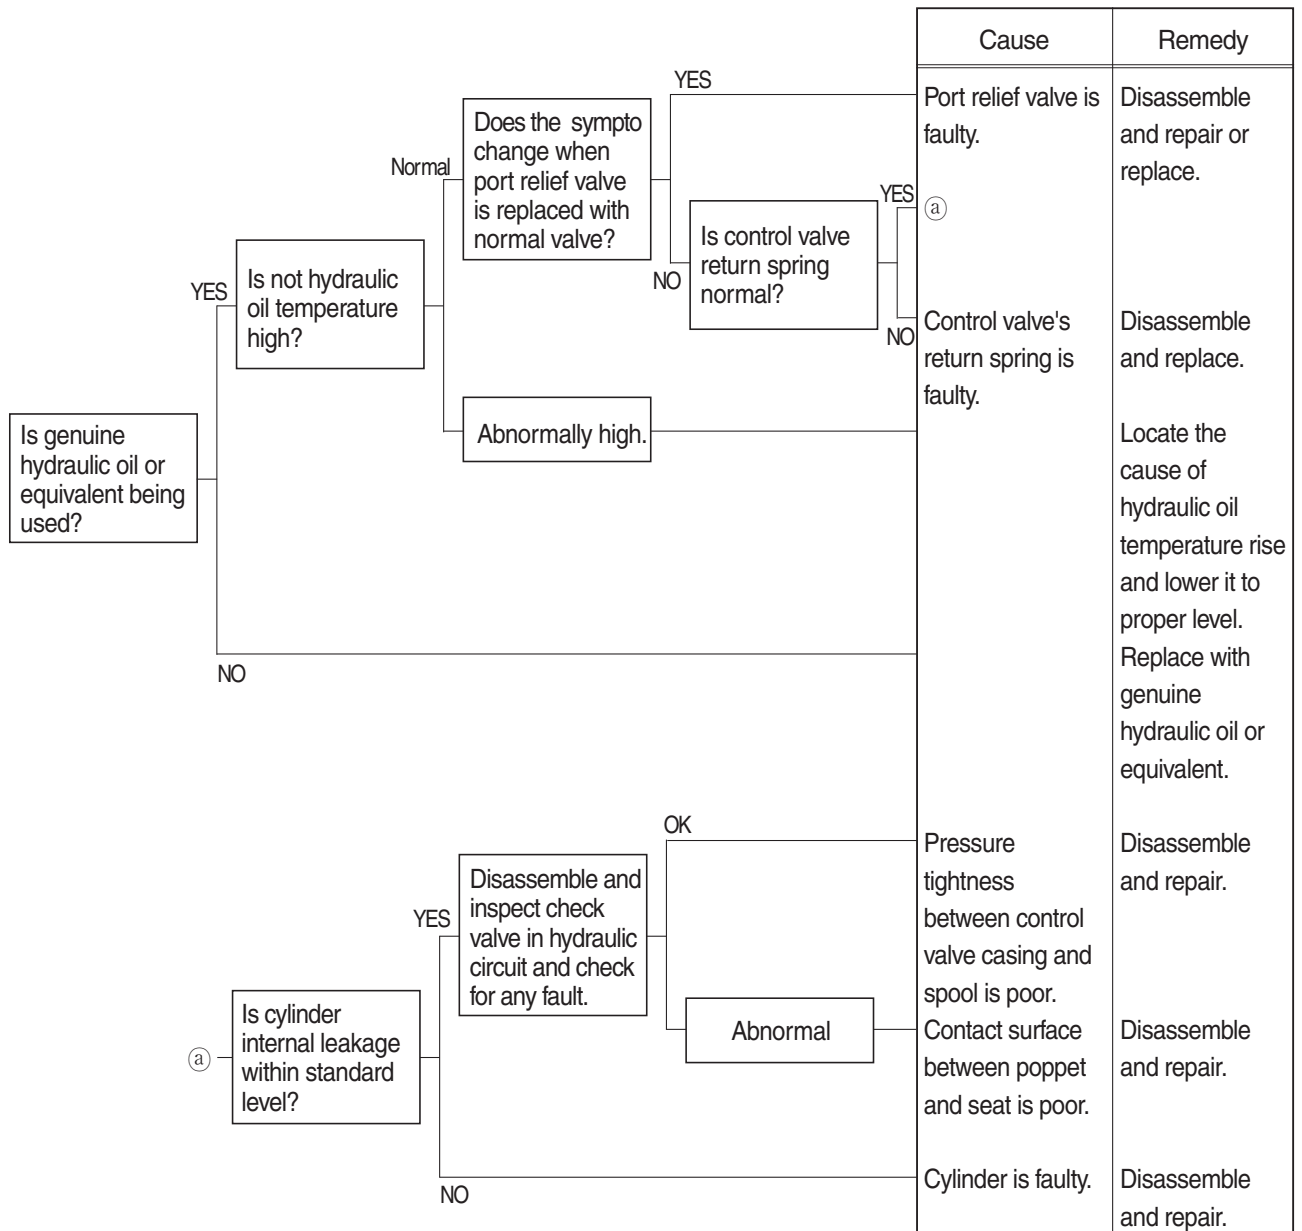 Cause
Remedy
YES
Port relief valve is
faulty.
Disassemble
and repair or
replace.
Does the sympto
change when
port relief valve
is replaced with
normal valve?
Normal
YES
ⓐ
Is control valve
return spring
normal?
NO
Is not hydraulic
oil temperature
high?
YES
NO
Control valve's
return spring is
faulty.
Disassemble
and replace.
Abnormally high.
Is genuine
hydraulic oil or
equivalent being
used?
Locate the
cause of
hydraulic oil
temperature rise
and lower it to
proper level.
NO
Replace with
genuine
hydraulic oil or
equivalent.
OK
Pressure
tightness
between control
valve casing and
spool is poor.
Disassemble
and repair.
Disassemble and
inspect check
valve in hydraulic
circuit and check
for any fault.
YES
Is cylinder
internal leakage
within standard
level?
ⓐ
Abnormal
Contact surface
between poppet
and seat is poor.
Disassemble
and repair.
NO
Cylinder is faulty.
Disassemble
and repair.